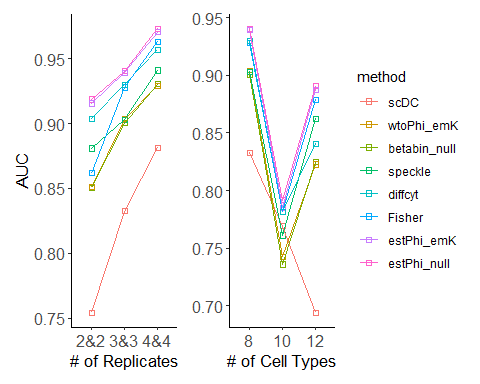 AUC
0.95
0.90
0.85
0.80
0.75
2&2 3&3 4&4
# of Replicates
0.95
0.90
0.85
0.80
0.75
0.70
8 10 12
# of Cell Types
method
scDC
wtoPhi_emK
betabin_null
speckle
diffcyt
Fisher
estPhi_emK
estPhi_null